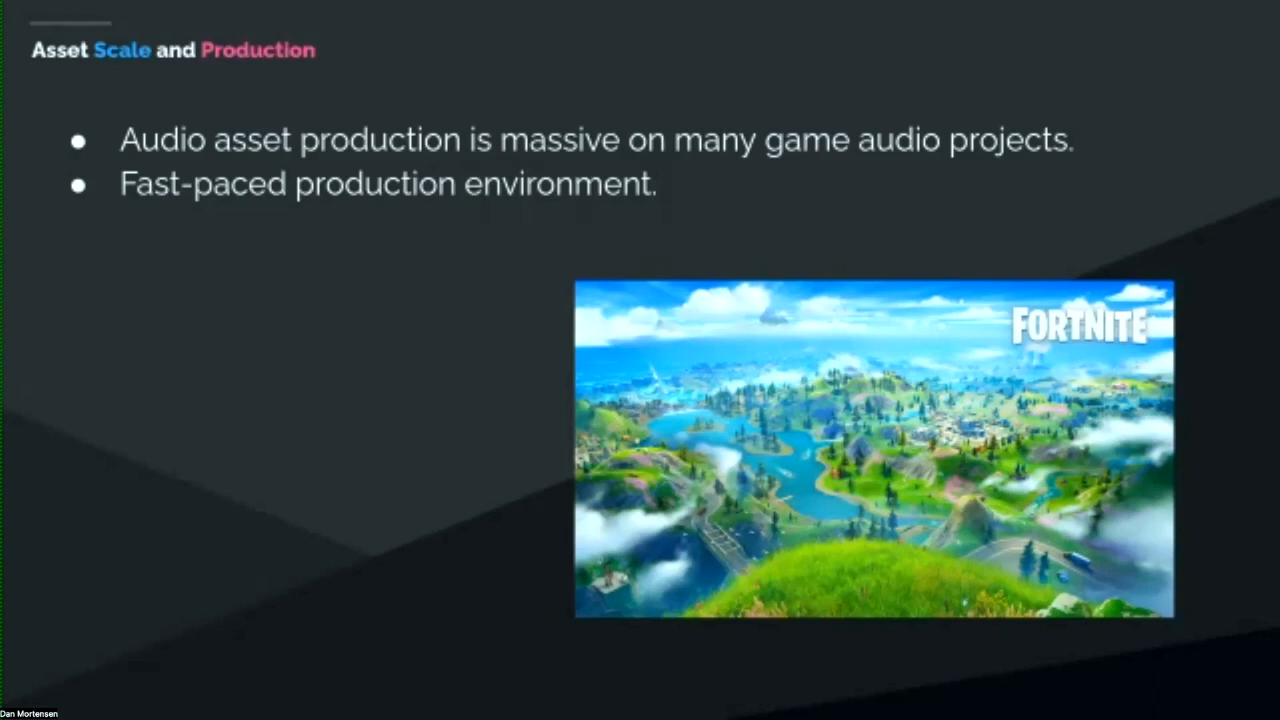 Asset Scale and Production
● Audio asset production is massive on many game audio projects.
● Fast-paced production environment.
FORTNITE
Dan Mortensen